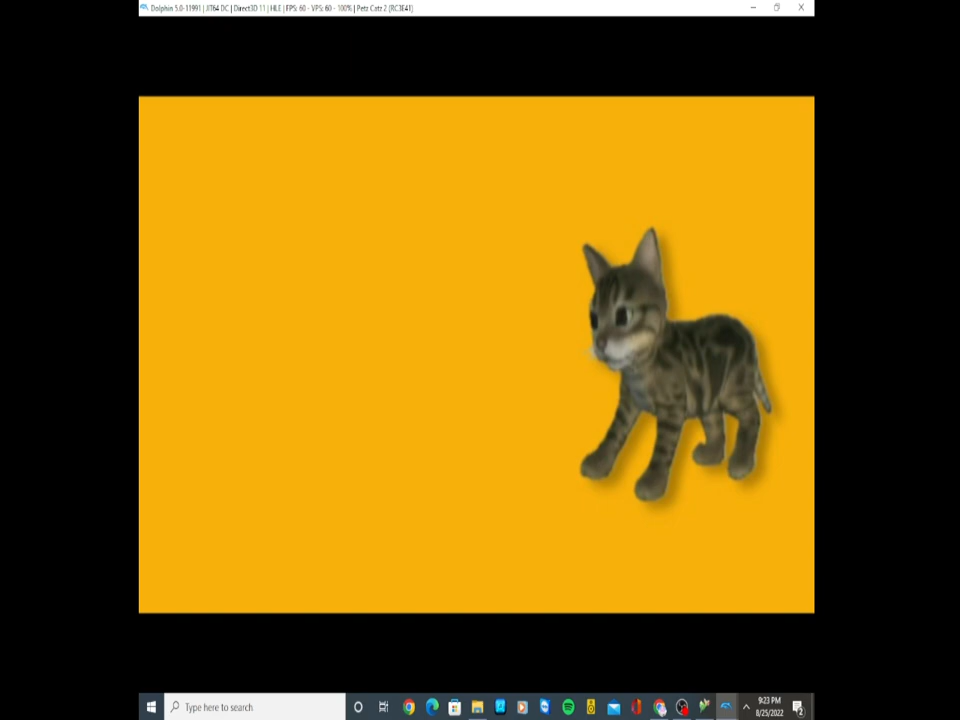 Dolphin 5.0-11991 | JIT64 DC | Direct3D 11 | HLE | FPS: 60 - VPS: 60 - 100% | Petz Catz 2 (RC3E41)
Type here to search
9:23 PM
8/25/2022
2